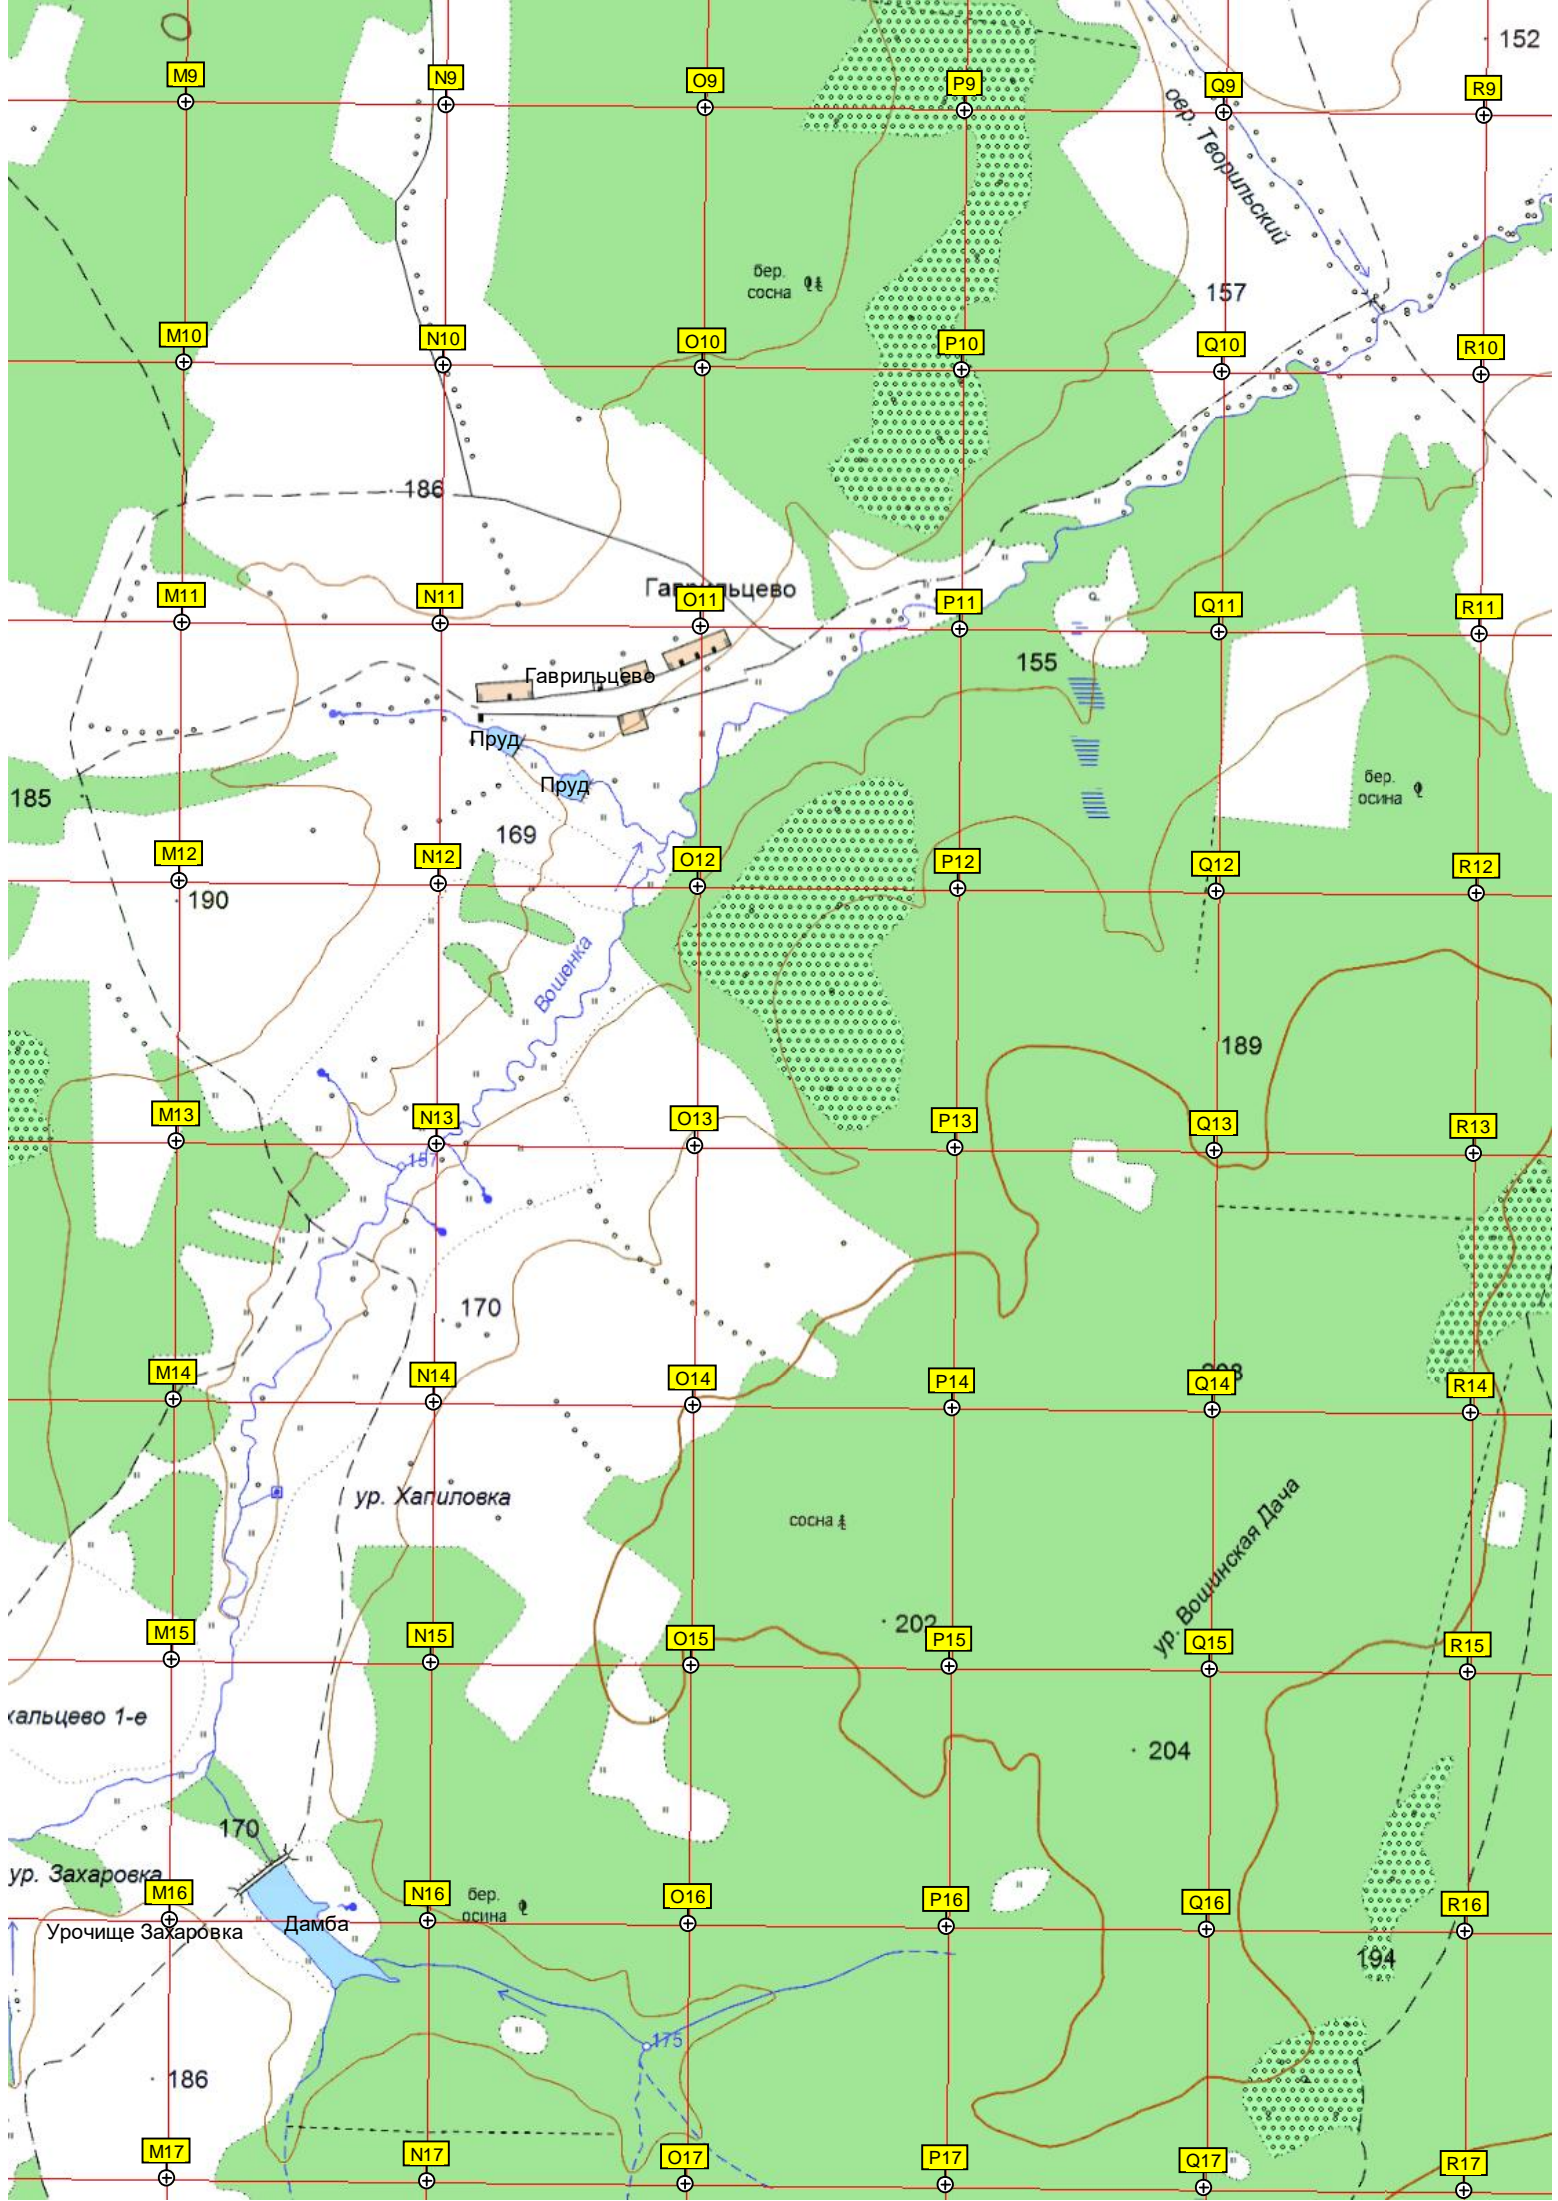 152
M9
N9
O9
P9
Q9
R9
овр. Творильский
бер.
сосна
157
M10
N10
O10
P10
Q10
R10
186
Гаврильцево
M11
N11
O11
P11
Q11
R11
155
Гаврильцево
Пруд
Пруд
бер.
осина
185
169
M12
N12
O12
P12
Q12
R12
190
Вошенка
189
M13
N13
O13
P13
Q13
R13
157
170
M14
N14
O14
P14
Q14
R14
ур. Хапиловка
сосна
ур. Вошинская Дача
202
M15
N15
O15
P15
Q15
R15
хальцево 1-е
204
170
ур. Захаровка
M16
N16
бер.
осина
O16
P16
Q16
R16
Урочище Захаровка
Дамба
194
175
186
M17
N17
O17
P17
Q17
R17